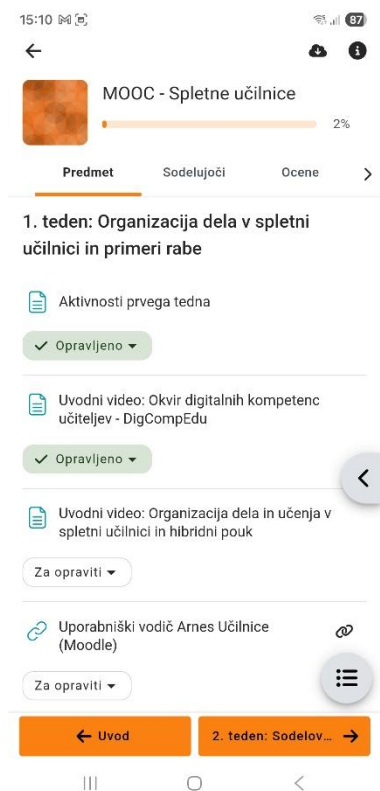 15:10
87
MOOC - Spletne učilnice
2%
Predmet Sodelujoči Ocene
1. teden: Organizacija dela v spletni
učilnici in primeri rabe
Aktivnosti prvega tedna
Opravljeno
Uvodni video: Okvir digitalnih kompetenc
učiteljev - DigCompEdu
Opravljeno
Uvodni video: Organizacija dela in učenja v
spletni učilnici in hibridni pouk
Za opraviti
Uporabniški vodič Arnes Učilnice
(Moodle)
Za opraviti
Uvod
2. teden: Sodelov...